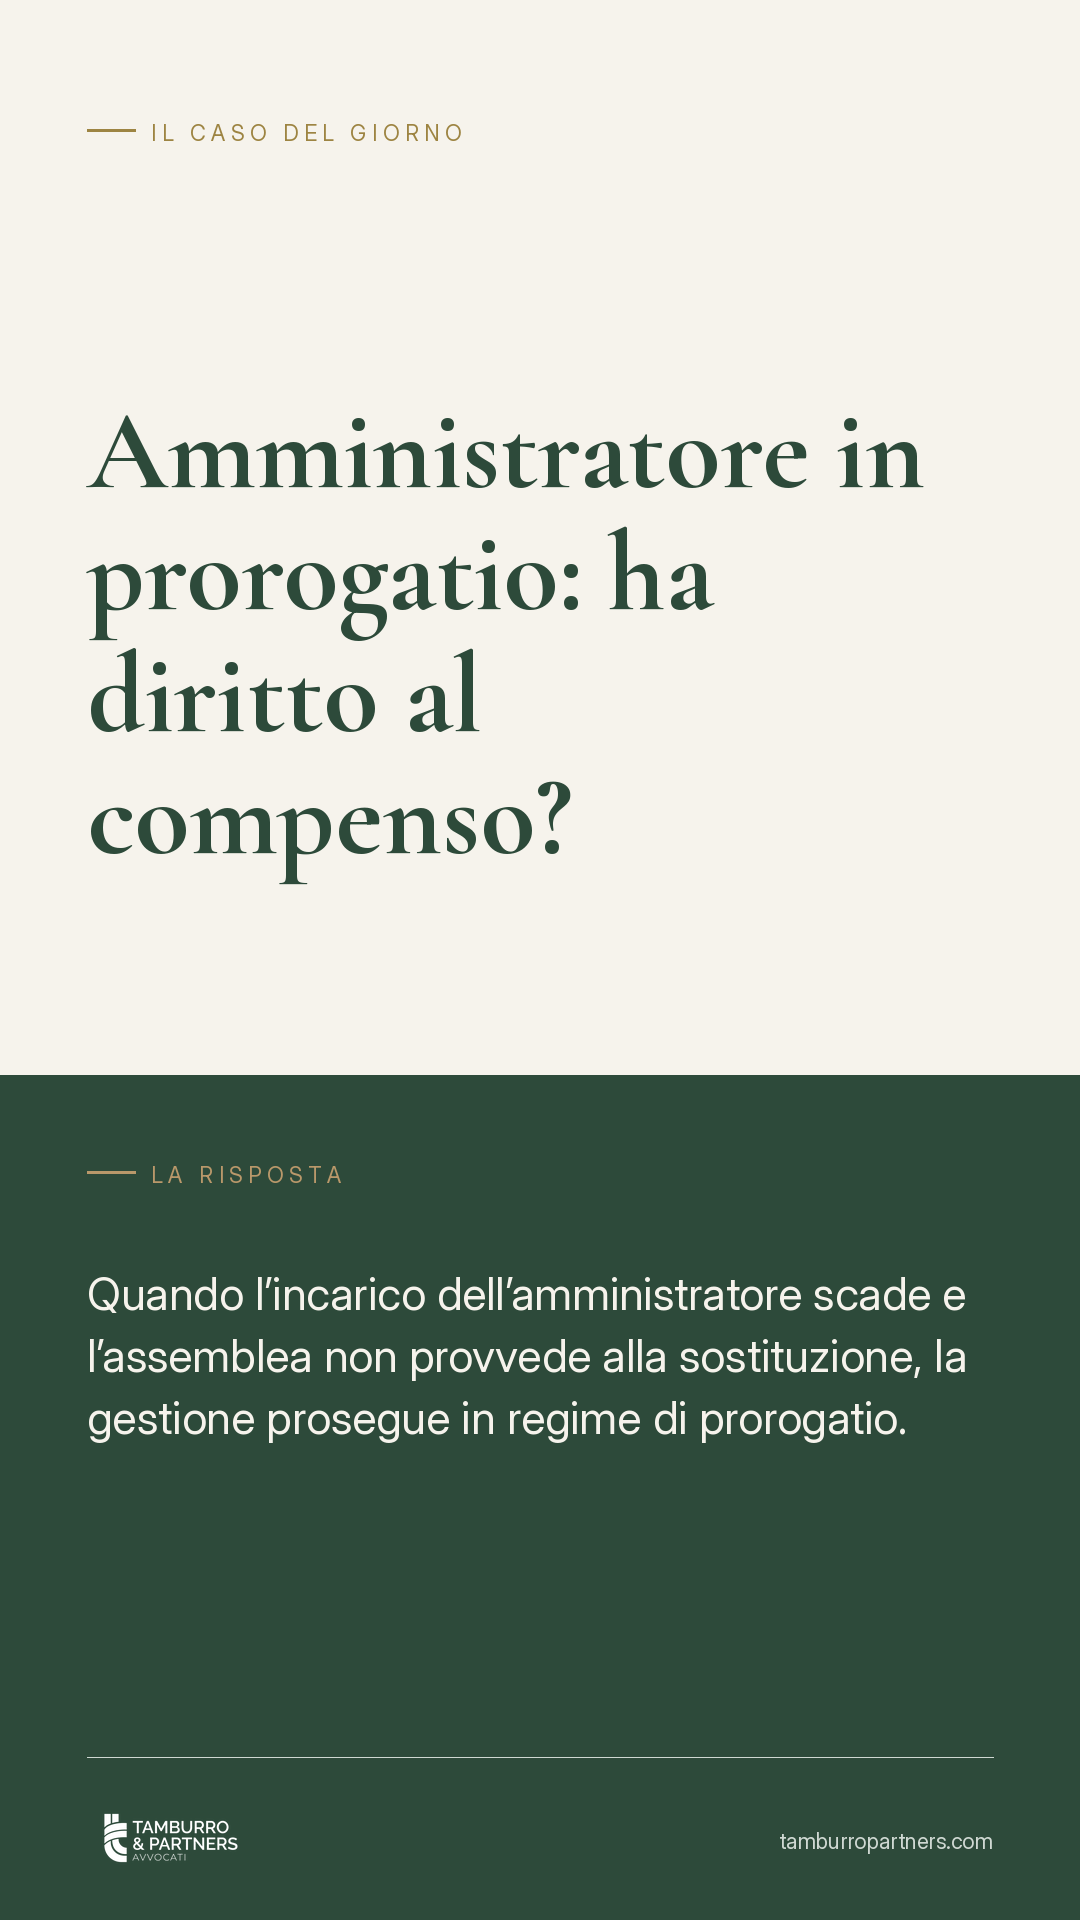 IL CASO DEL GIORNO
Amministratore in
prorogatio: ha
diritto al
compenso?
LA RISPOSTA
Quando l’incarico dell’amministratore scade e
l’assemblea non provvede alla sostituzione, la
gestione prosegue in regime di prorogatio.
TAMBURRO
& PARTNERS
AVVOCATI
tamburropartners.com